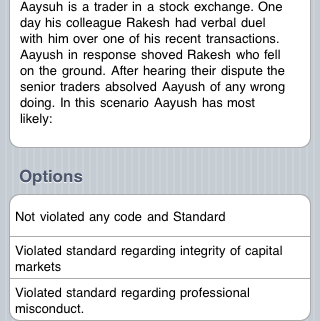 Aaysuh is a trader in a stock exchange. One
day his colleague Rakesh had verbal duel
with him over one of his recent transactions.
Aayush in response shoved Rakesh who fell
on the ground. After hearing their dispute the
senior traders absolved Aayush of any wrong
doing. In this scenario Aayush has most
likely:
Options
Not violated any code and Standard
Violated standard regarding integrity of capital
markets
Violated standard regarding professional
misconduct.